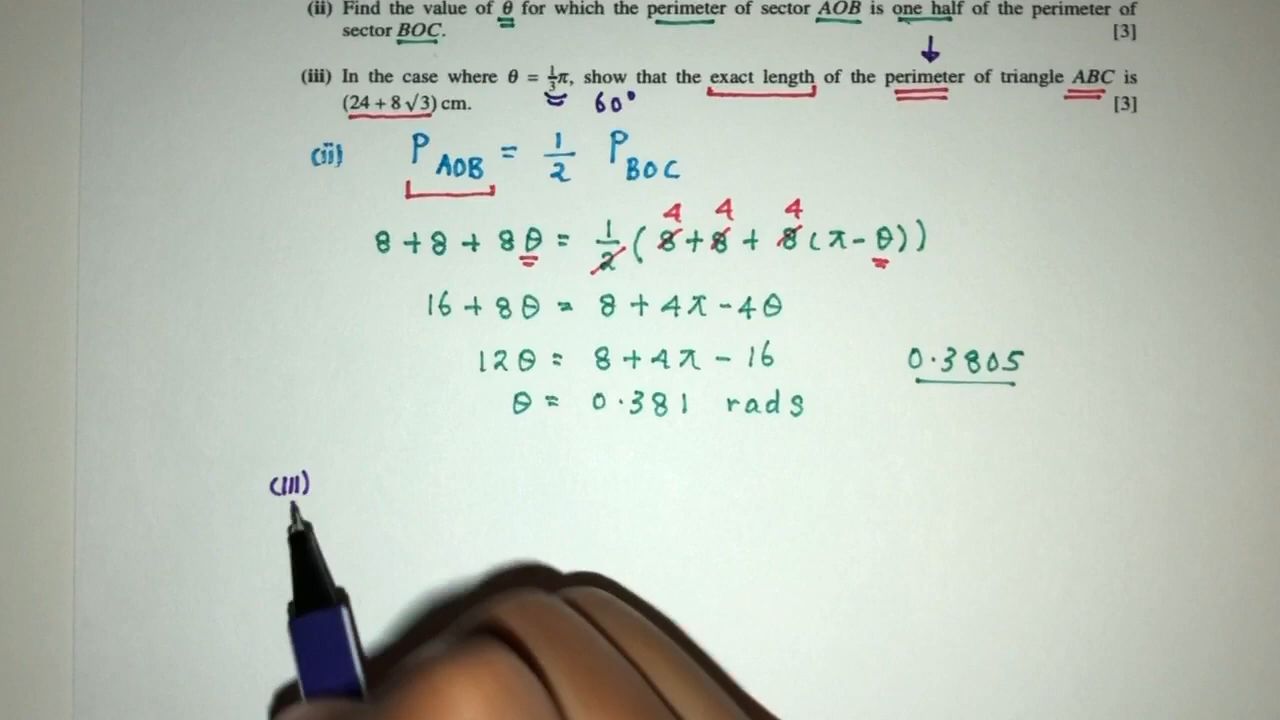 (ii) Find the value of θ for which the perimeter of sector AOB is one half of the perimeter of
sector BOC. [3]
(iii) In the case where θ = 1/3 π, show that the exact length of the perimeter of triangle ABC is
(24 + 8√3) cm. 60° [3]
(ii) P AOB = 1/2 P BOC
4 4 4
8 + 8 + 8θ = 1/2 (8 + 8 + 8(π - θ))
16 + 8θ = 8 + 4π - 4θ
12θ = 8 + 4π - 16 0.3805
θ = 0.381 rads
(iii)